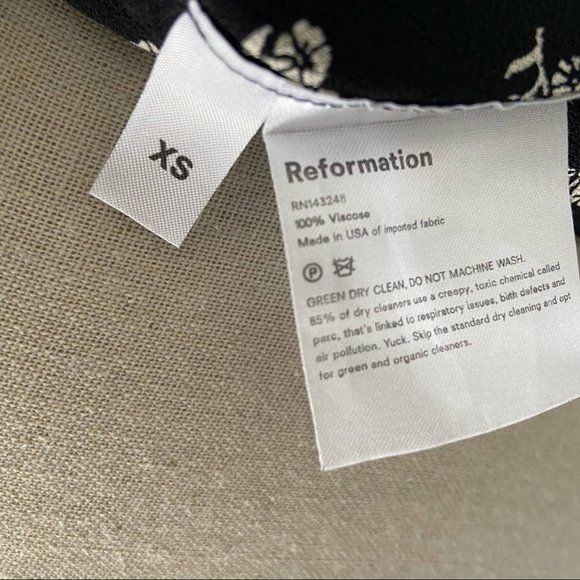 XS
Reformation
RN143248
100% Viscose
Made in USA of imported fabric
P
GREEN DRY CLEAN, DO NOT MACHINE WASH.
85% of dry cleaners use a creepy, toxic chemical called
perc, that's linked to respiratory issues, birth defects and
air pollution. Yuck. Skip the standard dry cleaning and opt
for green and organic cleaners.